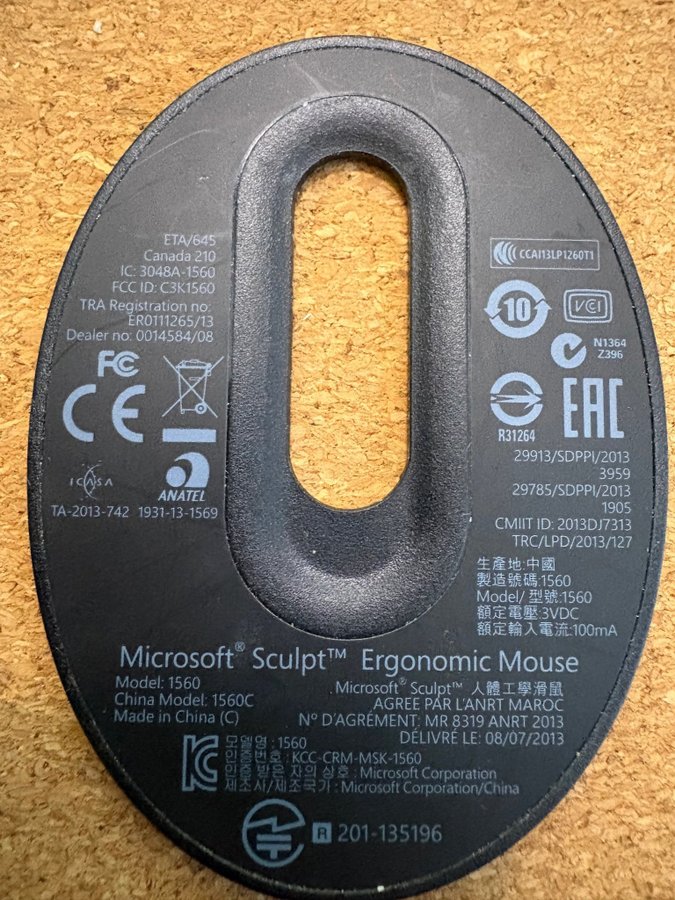 ETA/645
Canada 210
IC: 3048A-1560
FCC ID: C3K1560
TRA Registration no:
ER0111265/13
Dealer no: 0014584/08
FC
CE
ICASA
TA-2013-742
ANATEL
1931-13-1569
CCAI13LP1260T1
10
VCI
N1364
Z396
R31264
EAC
29913/SDPPI/2013
3959
29785/SDPPI/2013
1905
CMIIT ID: 2013DJ7313
TRC/LPD/2013/127
生產地:中國
製造號碼:1560
Model/ 型號:1560
額定電壓:3VDC
額定輸入電流:100mA
Microsoft® Sculpt™ Ergonomic Mouse
Model: 1560
China Model: 1560C
Made in China (C)
Microsoft® Sculpt™ 人體工學滑鼠
AGREE PAR L'ANRT MAROC
N° D'AGRÉMENT: MR 8319 ANRT 2013
DÉLIVRÉ LE: 08/07/2013
모델명 : 1560
인증번호 : KCC-CRM-MSK-1560
인증받은 자의 상호 : Microsoft Corporation
제조사/제조국가 : Microsoft Corporation/China
R 201-135196